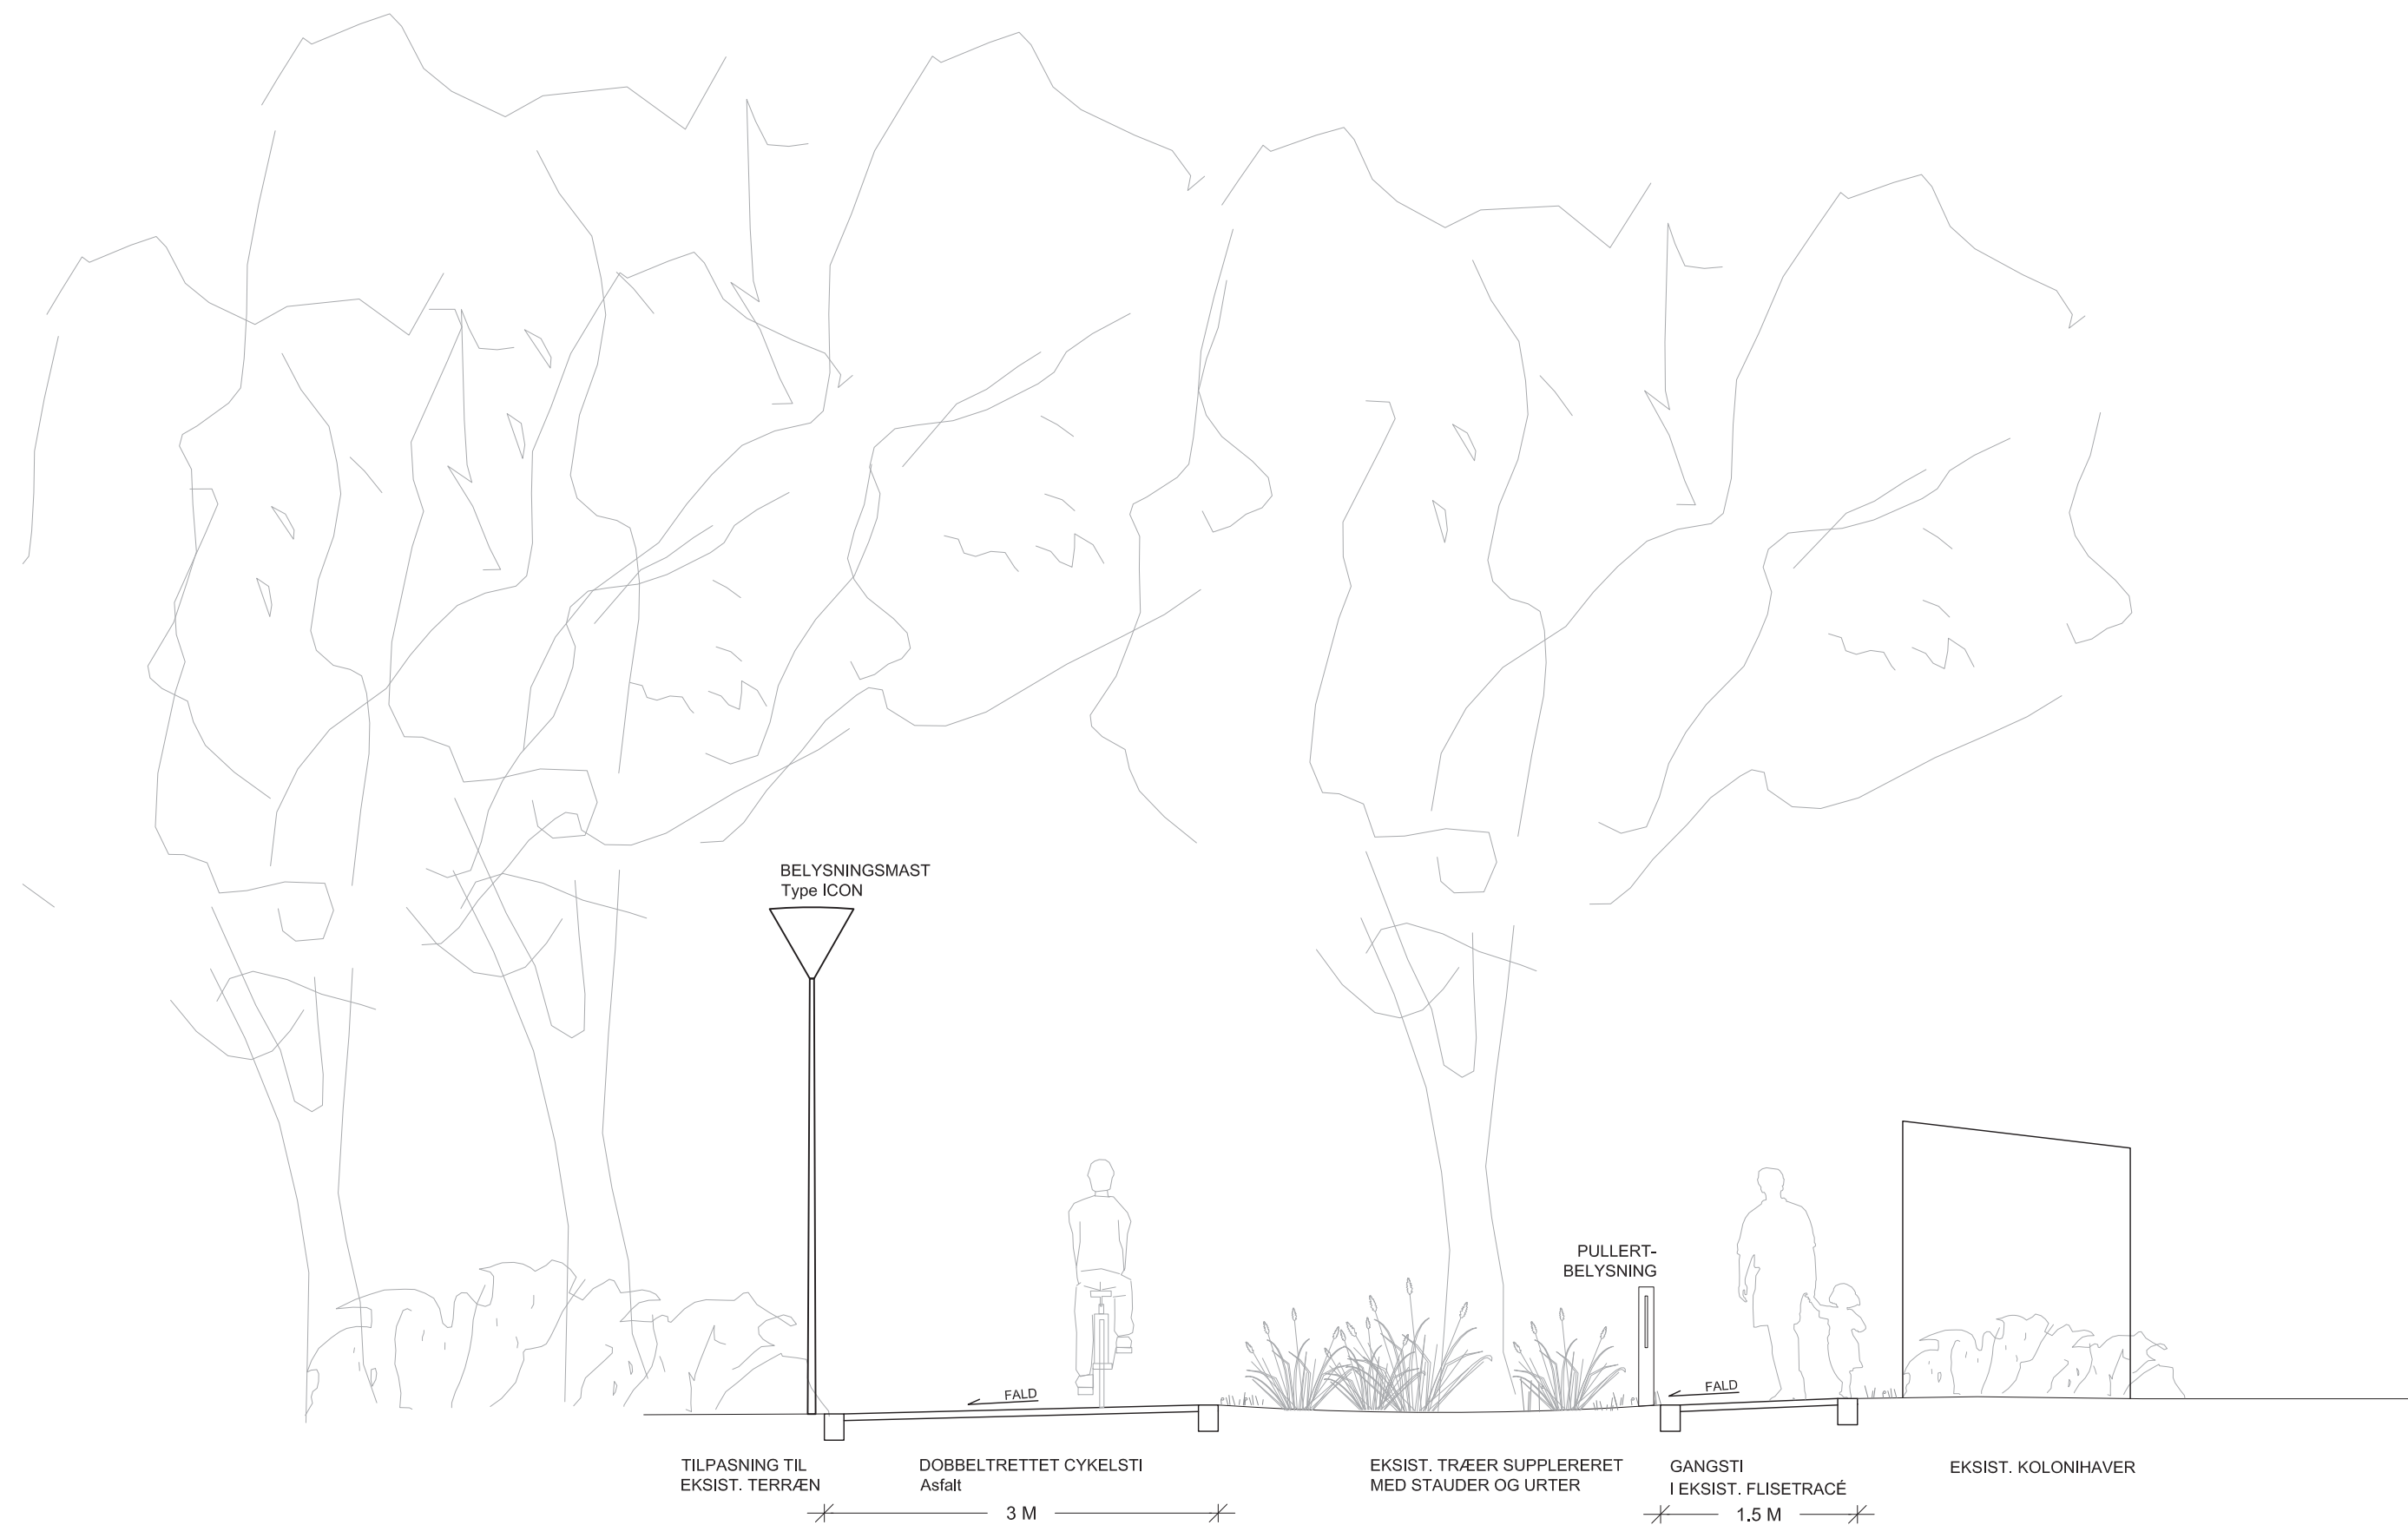 BELYSNINGSMAST
Type ICON
PULLERT-
BELYSNING
FALD
FALD
TILPASNING TIL
EKSIST. TERRÆN
DOBBELTRETTET CYKELSTI
Asfalt
3 M
EKSIST. TRÆER SUPPLERERET
MED STAUDER OG URTER
GANGSTI
I EKSIST. FLISETRACÉ
1.5 M
EKSIST. KOLONIHAVER